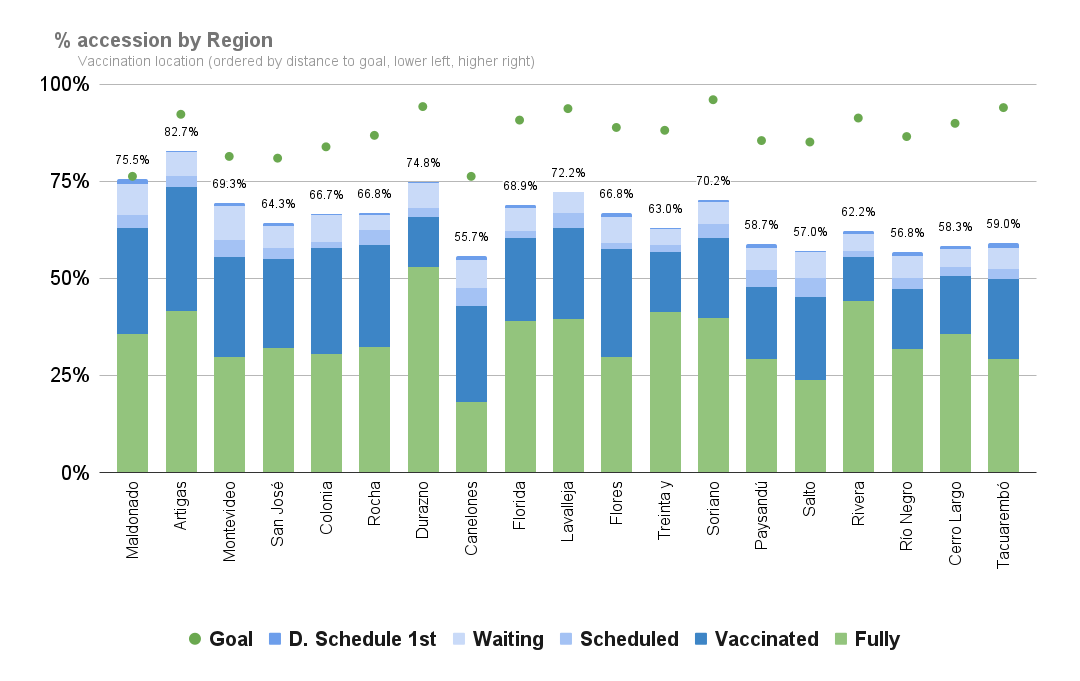 % accession by Region
Vaccination location (ordered by distance to goal, lower left, higher right)
100%
75%
50%
25%
0%
75.5%
82.7%
69.3%
64.3%
66.7%
66.8%
74.8%
55.7%
68.9%
72.2%
66.8%
63.0%
70.2%
58.7%
57.0%
62.2%
56.8%
58.3%
59.0%
Maldonado
Artigas
Montevideo
San José
Colonia
Rocha
Durazno
Canelones
Florida
Lavalleja
Flores
Treinta y
Soriano
Paysandú
Salto
Rivera
Río Negro
Cerro Largo
Tacuarembó
Goal D. Schedule 1st Waiting Scheduled Vaccinated Fully